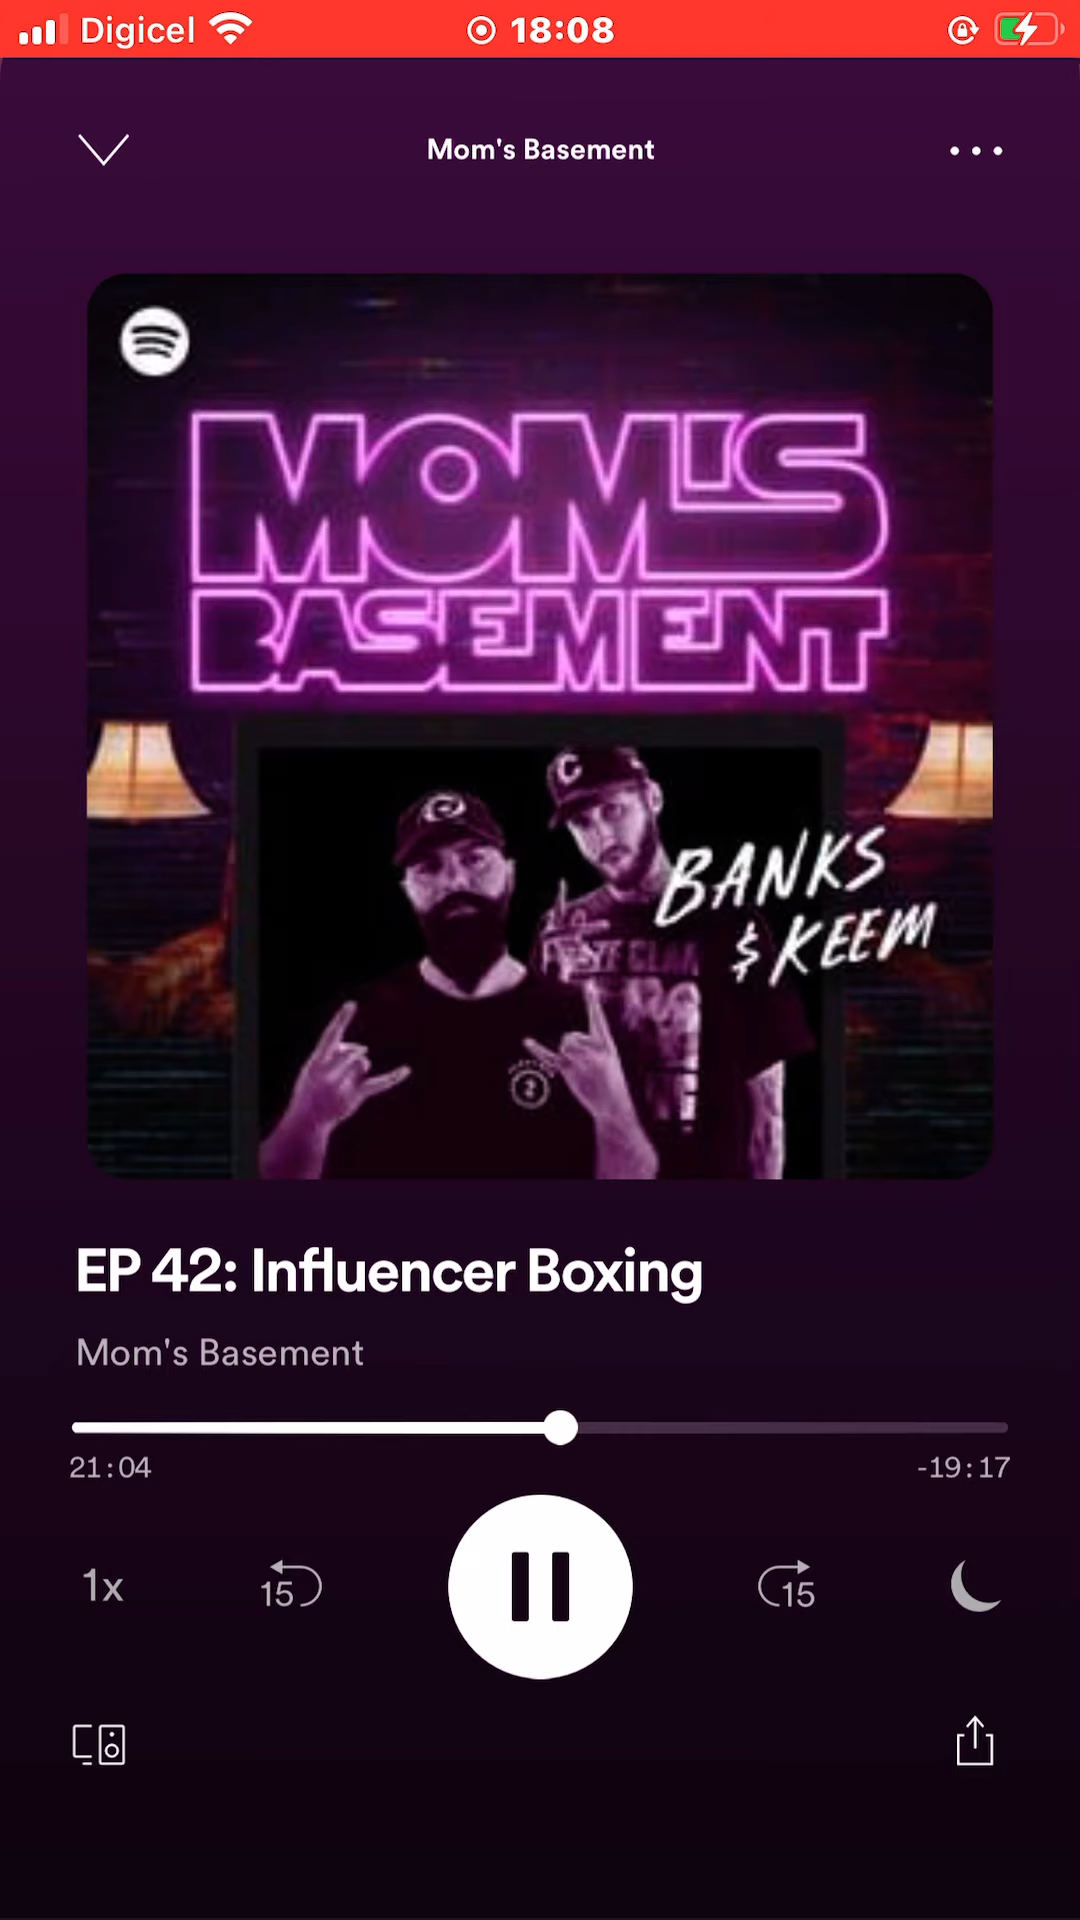 Digicel 18:08
Mom's Basement
MOM'S
BASEMENT
BANKS
& KEEM
EP 42: Influencer Boxing
Mom's Basement
21:04 -19:17
1x 15 15